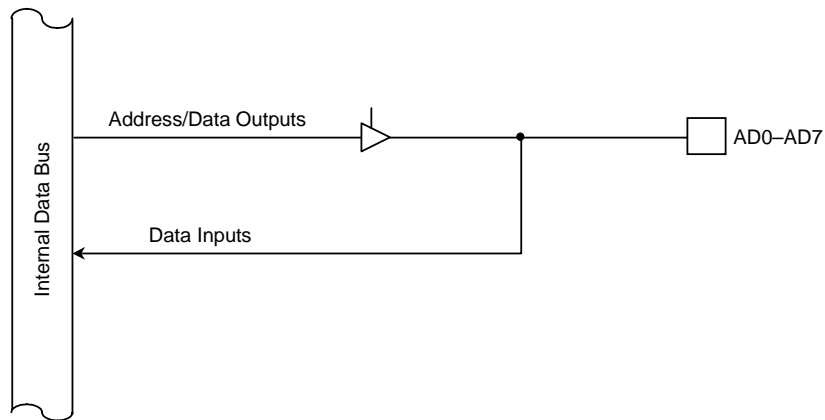 Address/Data Outputs
AD0–AD7
Data Inputs
Internal Data Bus